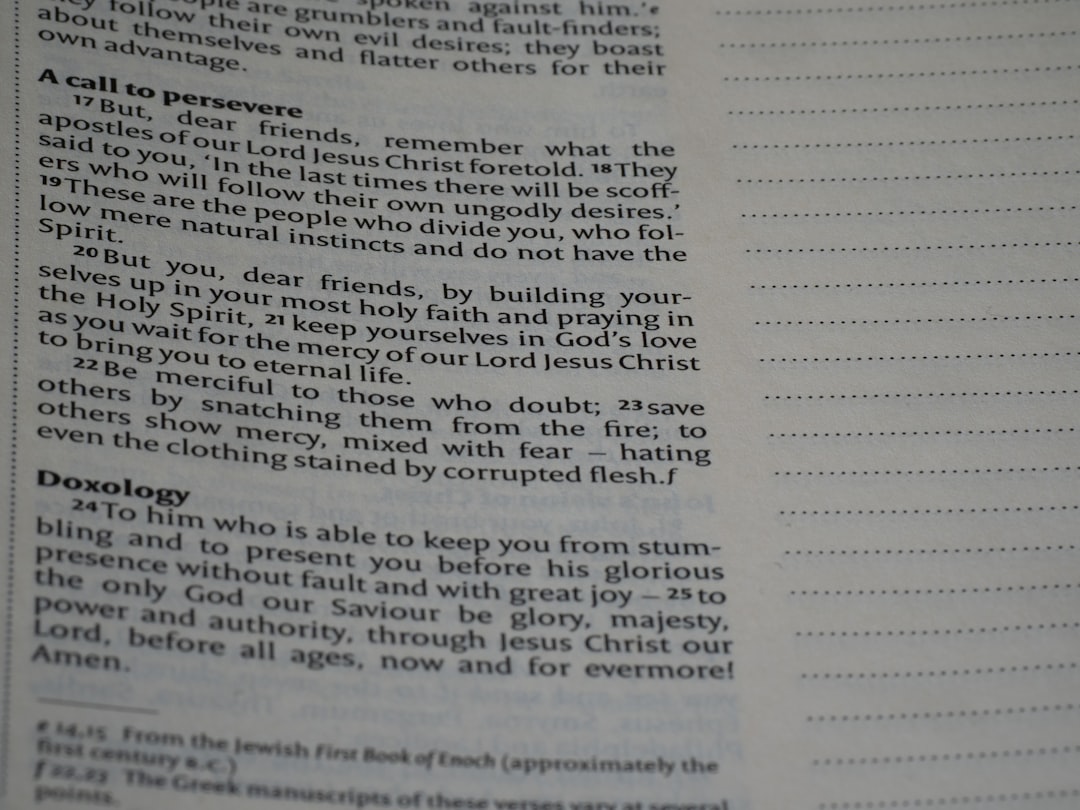 people are grumblers and fault-finders;
they follow their own evil desires; they boast
about themselves and flatter others for their
own advantage.
A call to persevere
17 But, dear friends, remember what the
apostles of our Lord Jesus Christ foretold. 18 They
said to you, ‘In the last times there will be scoff-
ers who will follow their own ungodly desires.’
19 These are the people who divide you, who fol-
low mere natural instincts and do not have the
Spirit.
20 But you, dear friends, by building your-
selves up in your most holy faith and praying in
the Holy Spirit, 21 keep yourselves in God’s love
as you wait for the mercy of our Lord Jesus Christ
to bring you to eternal life.
22 Be merciful to those who doubt; 23 save
others by snatching them from the fire; to
others show mercy, mixed with fear – hating
even the clothing stained by corrupted flesh.f
Doxology
24 To him who is able to keep you from stum-
bling and to present you before his glorious
presence without fault and with great joy – 25 to
the only God our Saviour be glory, majesty,
power and authority, through Jesus Christ our
Lord, before all ages, now and for evermore!
Amen.
e 14,15 From the Jewish First Book of Enoch (approximately the
first century B.C.)
f 22,23 The Greek manuscripts of these verses vary at several
points.